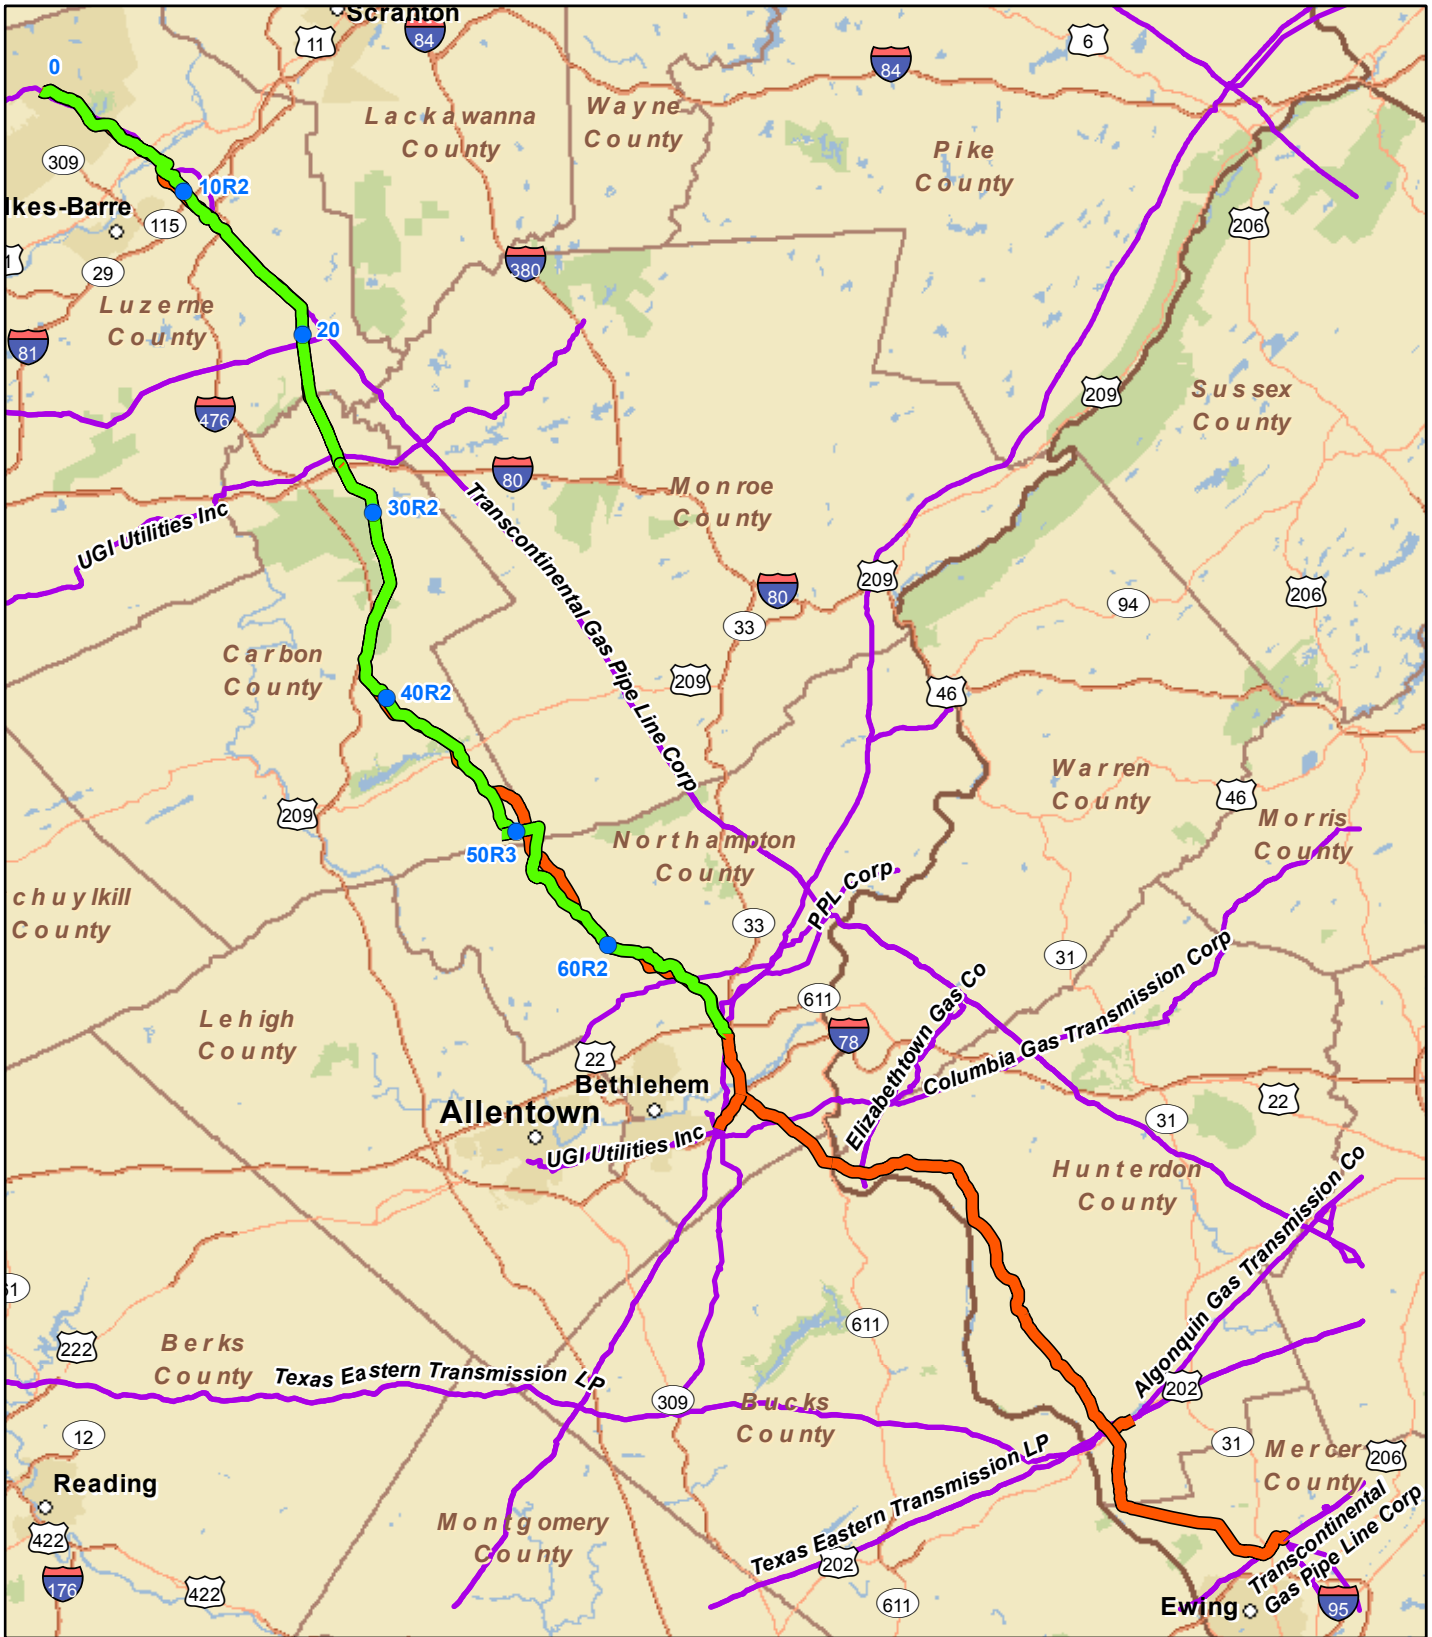 Scranton
11
84
6
0
84
Lackawanna
County
Wayne
County
Pike
County
309
10R2
lkes-Barre
115
206
1
29
380
Luzerne
County
20
81
209
Sussex
County
476
80
Monroe
County
30R2
UGI Utilities Inc
Transcontinental Gas Pipe Line Corp
209
80
206
94
33
Carbon
County
209
40R2
46
Warren
County
46
209
Morris
County
50R3
Northampton
County
PPL Corp
chuylkill
County
33
31
60R2
Columbia Gas Transmission Corp
Elizabethtown Gas Co
611
Lehigh
County
78
22
Bethlehem
Allentown
22
31
UGI Utilities Inc
Hunterdon
County
Algonquin Gas Transmission Co
61
611
222
Berks
County
Texas Eastern Transmission LP
202
309
Bucks
County
12
31
Mercer
County
206
Texas Eastern Transmission LP
Reading
Montgomery
County
422
202
Transcontinental
Gas Pipe Line Corp
176
422
611
Ewing
95